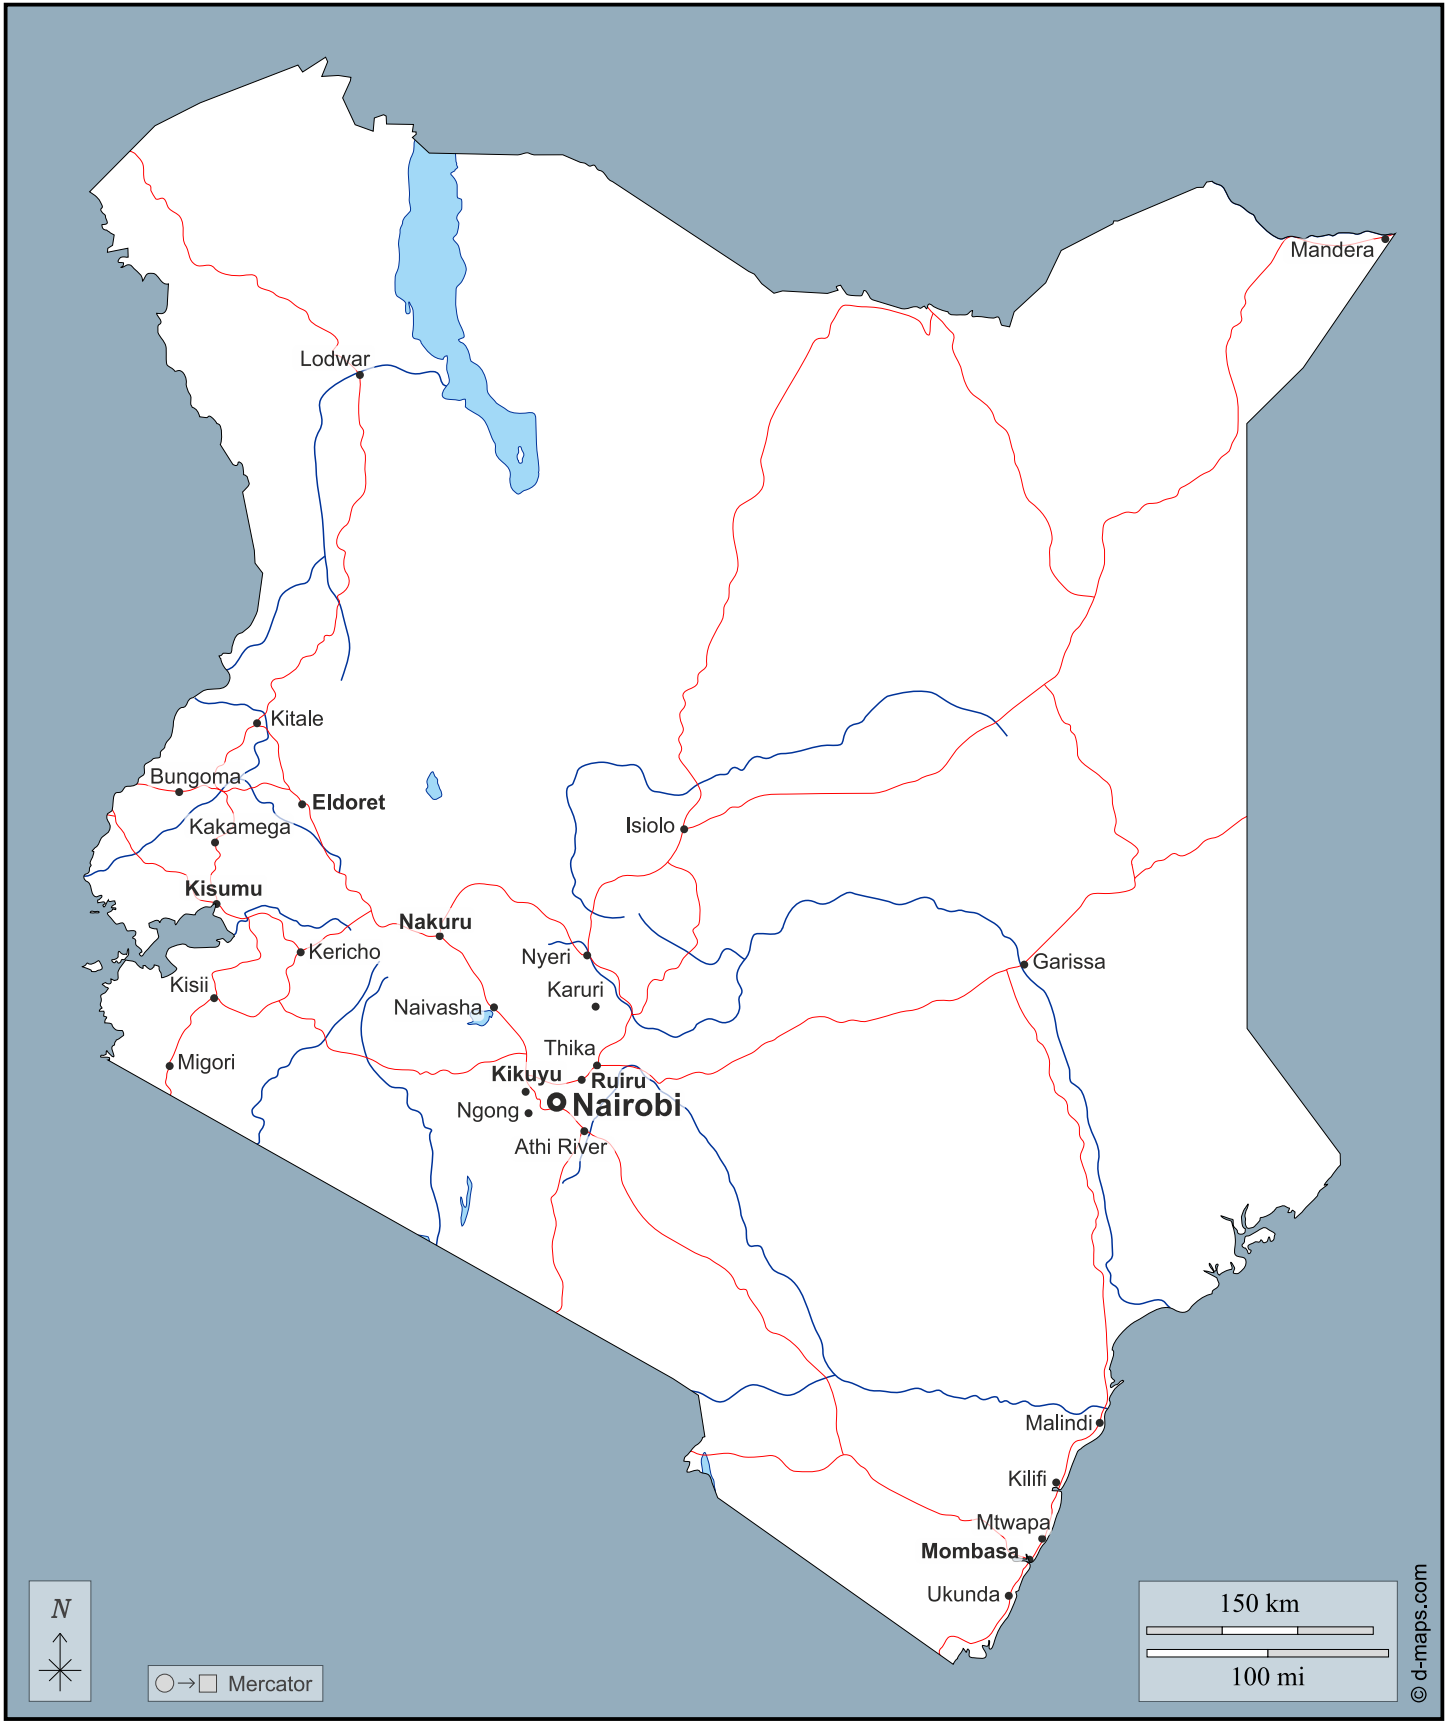 Mandera
Lodwar
Kitale
Bungoma
Eldoret
Kakamega
Isiolo
Kisumu
Nakuru
Kericho
Nyeri
Garissa
Kisii
Karuri
Naivasha
Thika
Migori
Kikuyu
Ruiru
Nairobi
Ngong
Athi River
Malindi
Kilifi
Mtwapa
Mombasa
Ukunda
N
Mercator
150 km
100 mi
© d-maps.com